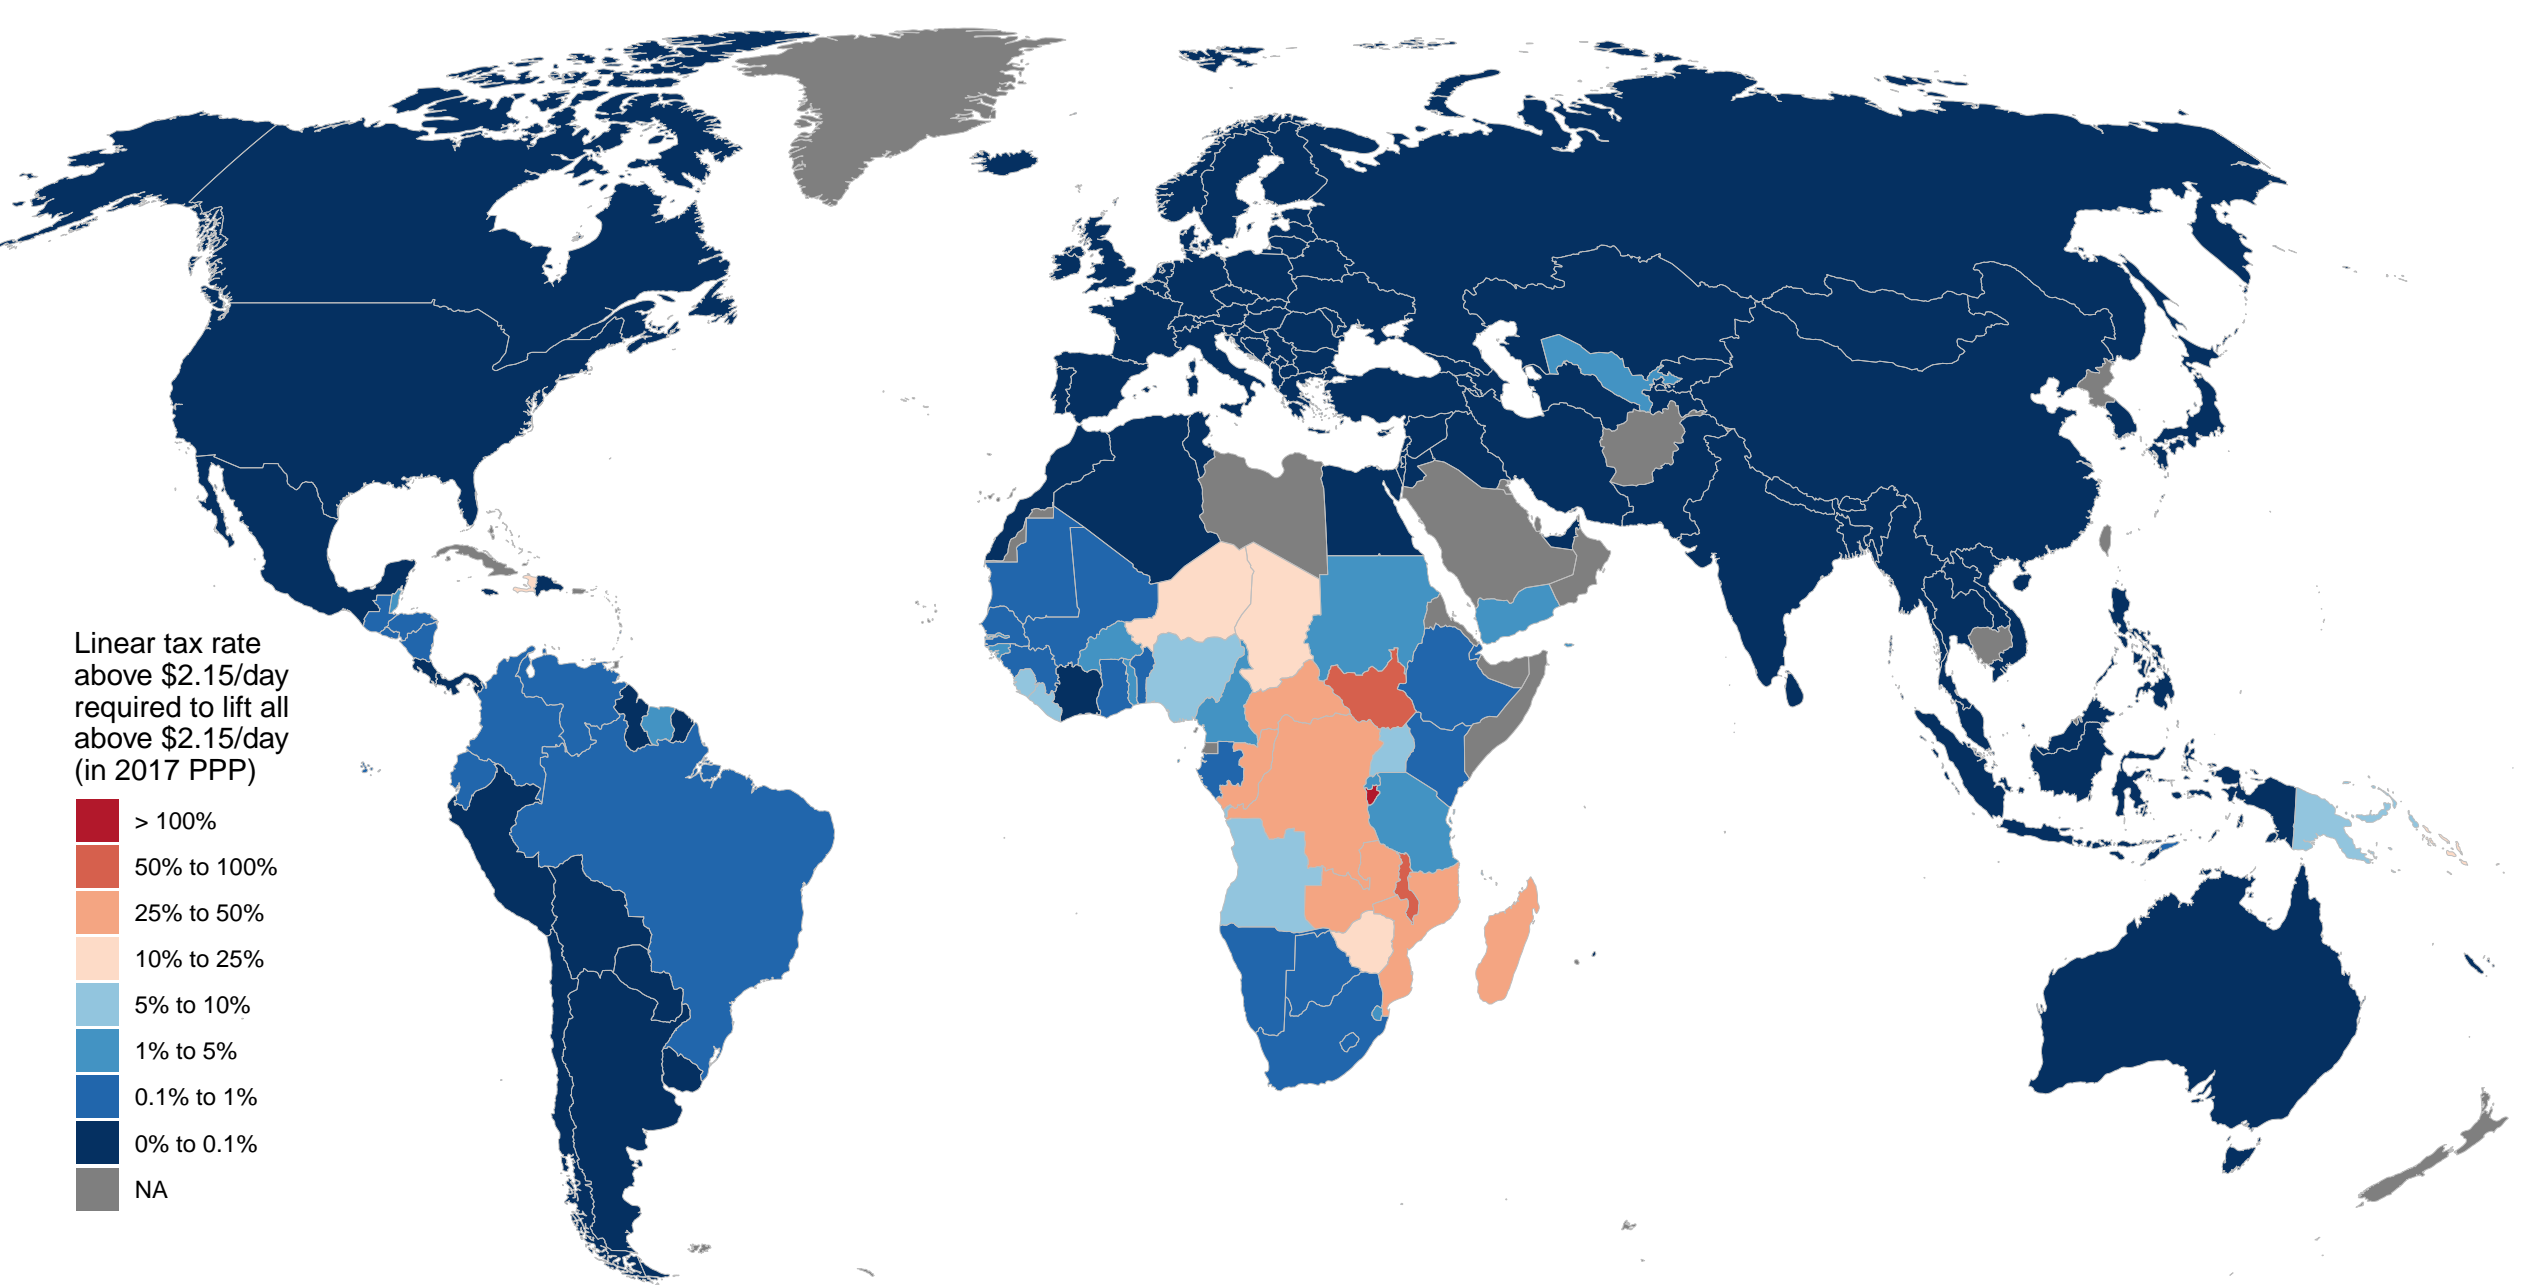 Linear tax rate
above $2.15/day
required to lift all
above $2.15/day
(in 2017 PPP)
> 100%
50% to 100%
25% to 50%
10% to 25%
5% to 10%
1% to 5%
0.1% to 1%
0% to 0.1%
NA